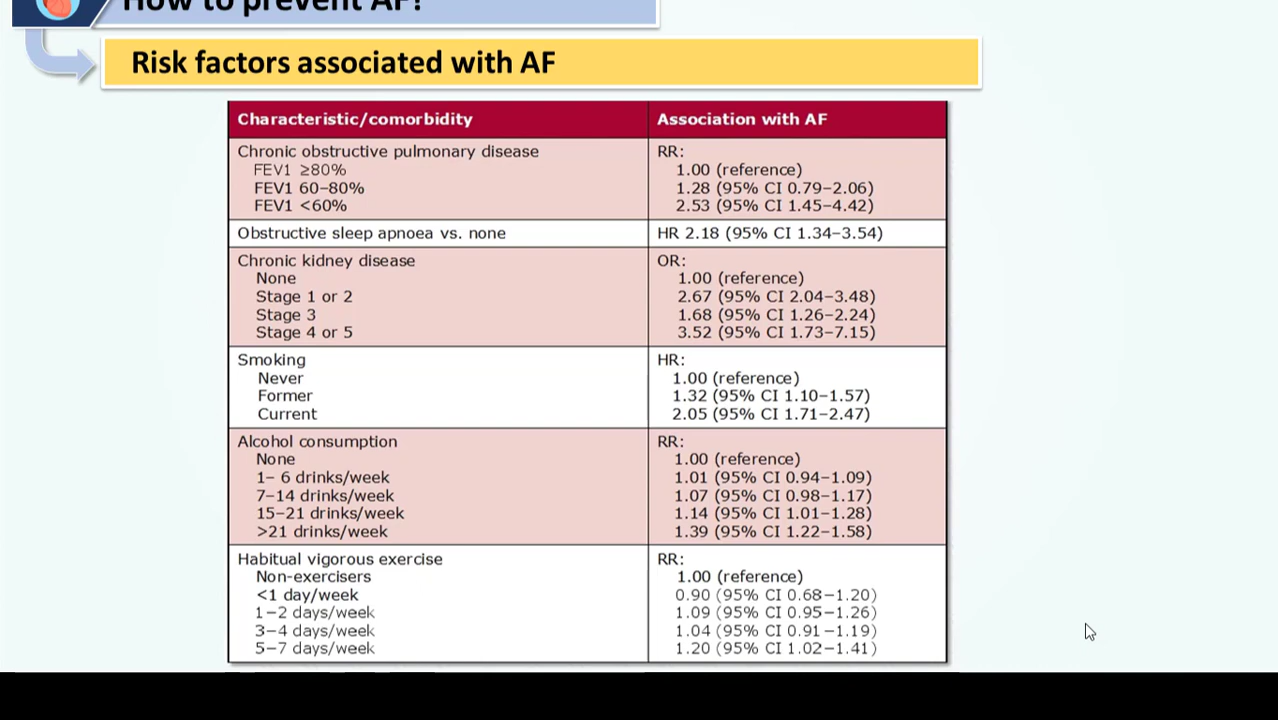 How to prevent AF?
Risk factors associated with AF
Characteristic/comorbidity Association with AF
Chronic obstructive pulmonary disease RR:
FEV1 ≥80% 1.00 (reference)
FEV1 60–80% 1.28 (95% CI 0.79–2.06)
FEV1 <60% 2.53 (95% CI 1.45–4.42)
Obstructive sleep apnoea vs. none HR 2.18 (95% CI 1.34–3.54)
Chronic kidney disease OR:
None 1.00 (reference)
Stage 1 or 2 2.67 (95% CI 2.04–3.48)
Stage 3 1.68 (95% CI 1.26–2.24)
Stage 4 or 5 3.52 (95% CI 1.73–7.15)
Smoking HR:
Never 1.00 (reference)
Former 1.32 (95% CI 1.10–1.57)
Current 2.05 (95% CI 1.71–2.47)
Alcohol consumption RR:
None 1.00 (reference)
1– 6 drinks/week 1.01 (95% CI 0.94–1.09)
7–14 drinks/week 1.07 (95% CI 0.98–1.17)
15–21 drinks/week 1.14 (95% CI 1.01–1.28)
>21 drinks/week 1.39 (95% CI 1.22–1.58)
Habitual vigorous exercise RR:
Non-exercisers 1.00 (reference)
<1 day/week 0.90 (95% CI 0.68–1.20)
1–2 days/week 1.09 (95% CI 0.95–1.26)
3–4 days/week 1.04 (95% CI 0.91–1.19)
5–7 days/week 1.20 (95% CI 1.02–1.41)